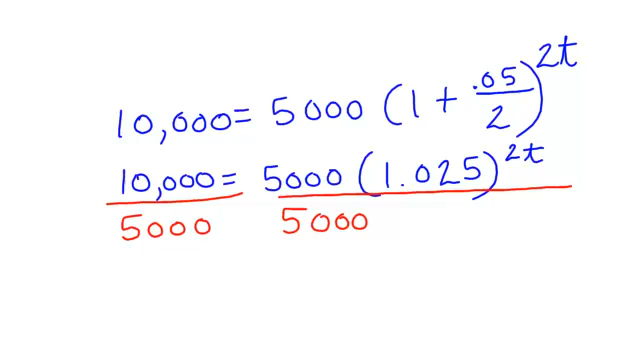 10,000 = 5000 (1 + .05/2)^2t
10,000 = 5000 (1.025)^2t
5000 5000